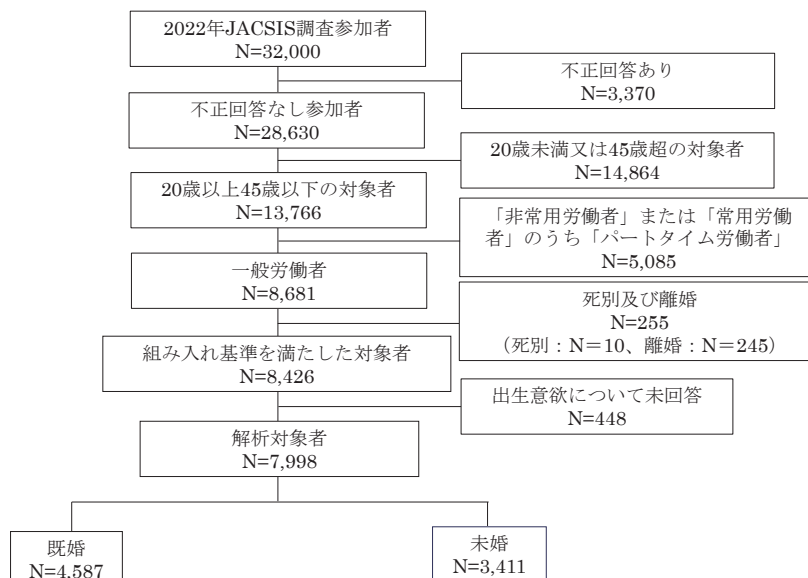 2022年JACSIS調査参加者
N=32,000
不正回答あり
N=3,370
不正回答なし参加者
N=28,630
20歳未満又は45歳超の対象者
N=14,864
20歳以上45歳以下の対象者
N=13,766
「非常用労働者」または「常用労働
者」のうち「パートタイム労働者」
N=5,085
一般労働者
N=8,681
死別及び離婚
N=255
（死別：N＝10、離婚：N＝245）
組み入れ基準を満たした対象者
N=8,426
出生意欲について未回答
N=448
解析対象者
N=7,998
既婚
N=4,587
未婚
N=3,411